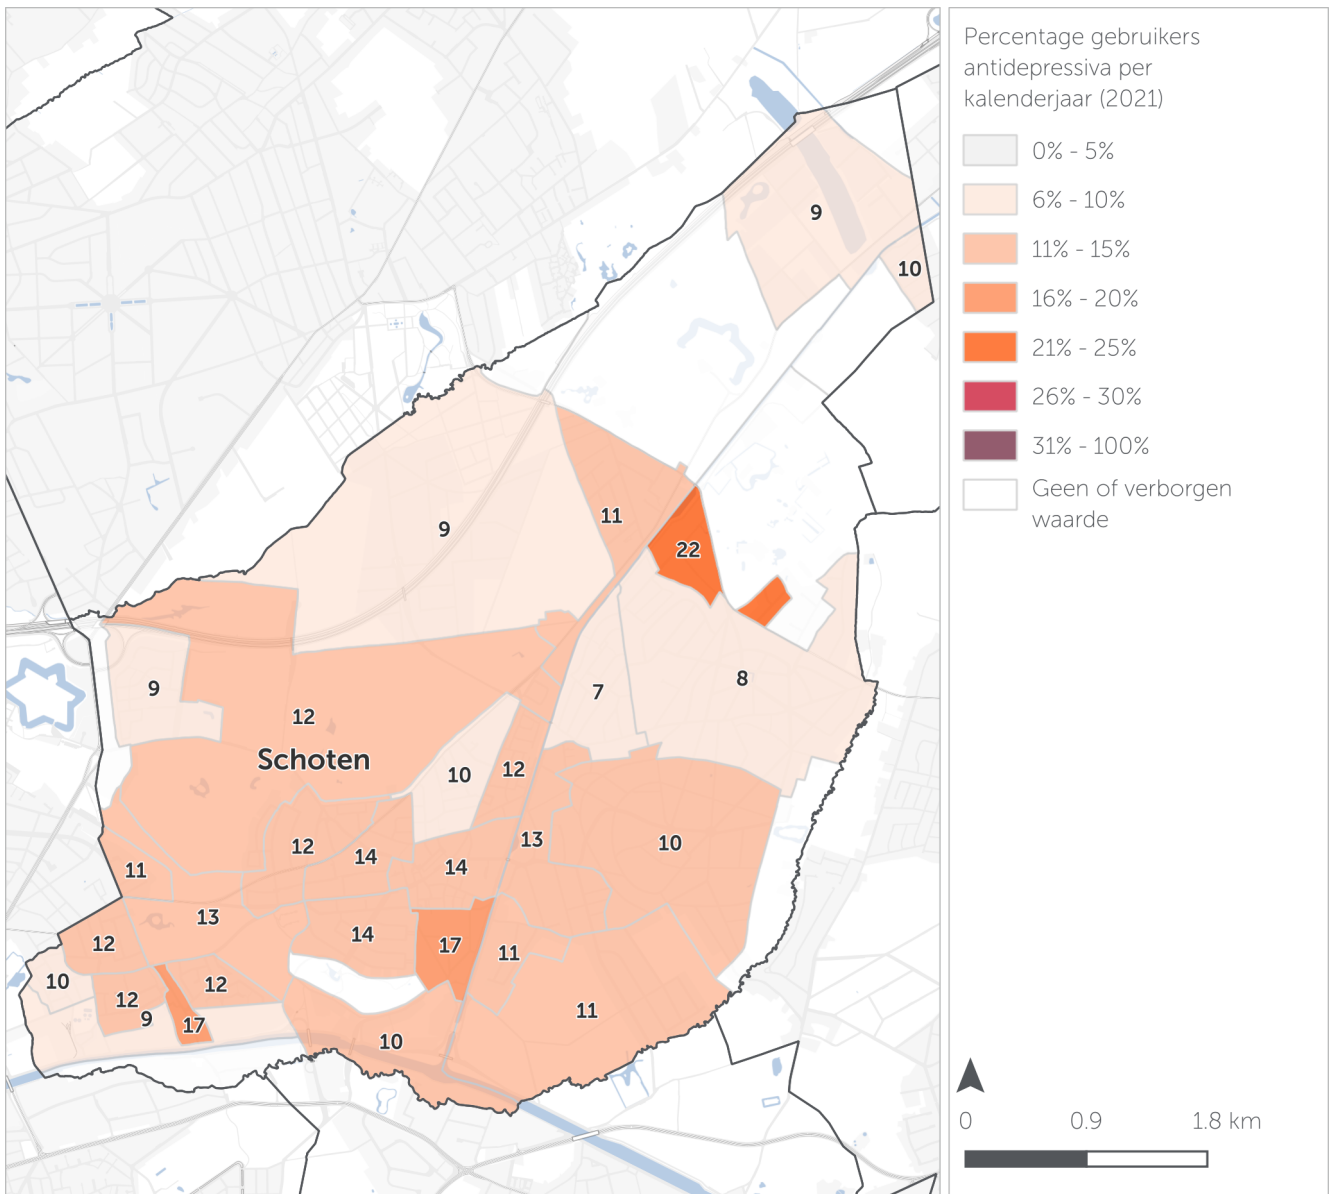 Percentage gebruikers
antidepressiva per
kalenderjaar (2021)
0% - 5%
6% - 10%
11% - 15%
16% - 20%
21% - 25%
26% - 30%
31% - 100%
Geen of verborgen
waarde
9
10
11
9
22
8
9
7
12
Schoten
10
12
13
10
12
14
14
11
13
14
17
11
12
10
12
12
9
17
11
10
0 0.9 1.8 km